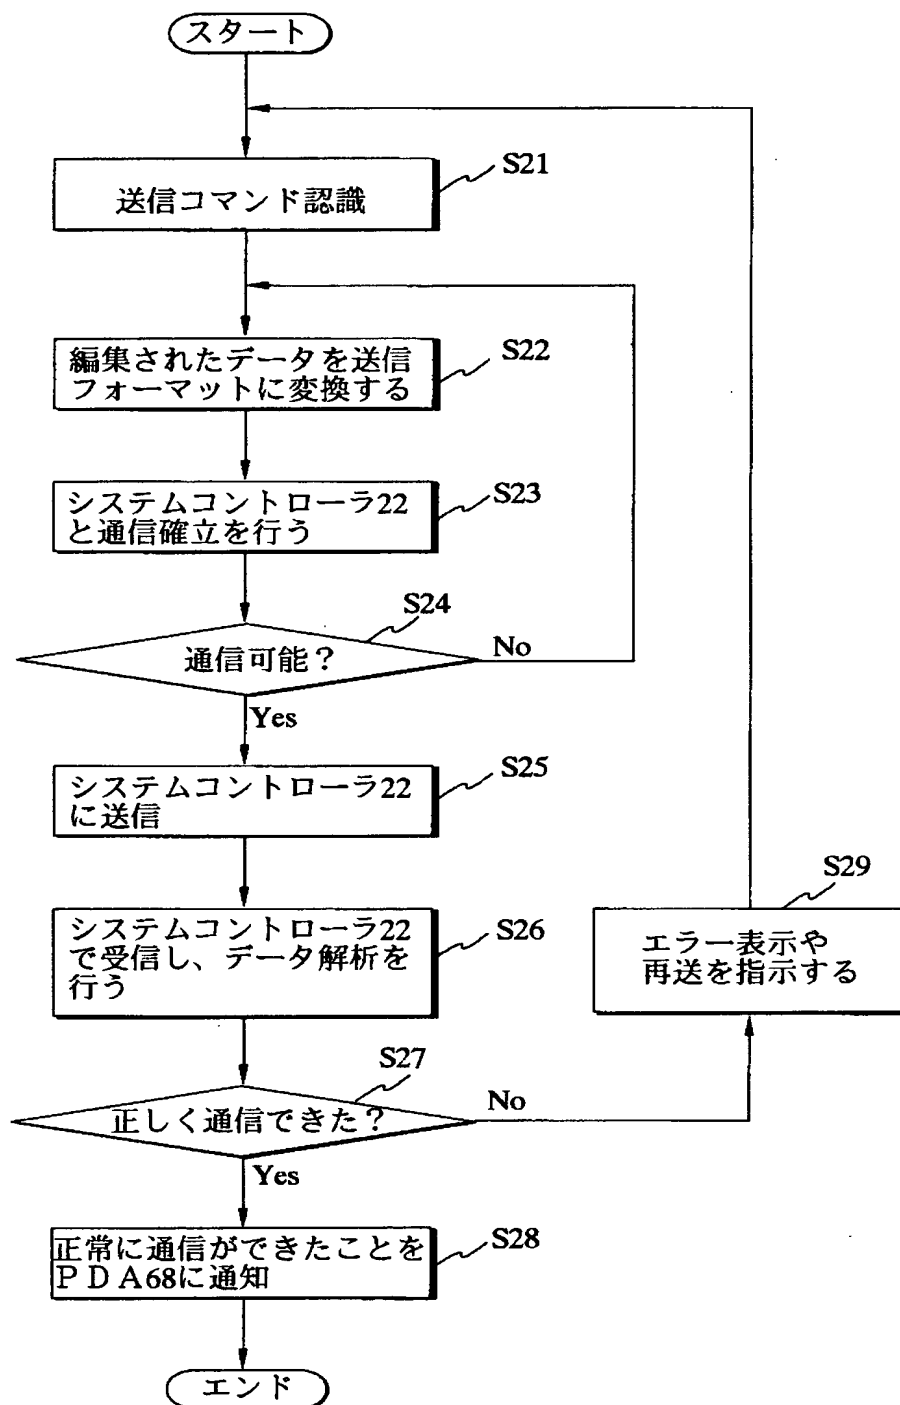 スタート
送信コマンド認識
S21
編集されたデータを送信
フォーマットに変換する
S22
システムコントローラ22
と通信確立を行う
S23
通信可能？
S24
No
Yes
システムコントローラ22
に送信
S25
システムコントローラ22
で受信し、データ解析を
行う
S26
エラー表示や
再送を指示する
S29
正しく通信できた？
S27
No
Yes
正常に通信ができたことを
ＰＤＡ68に通知
S28
エンド